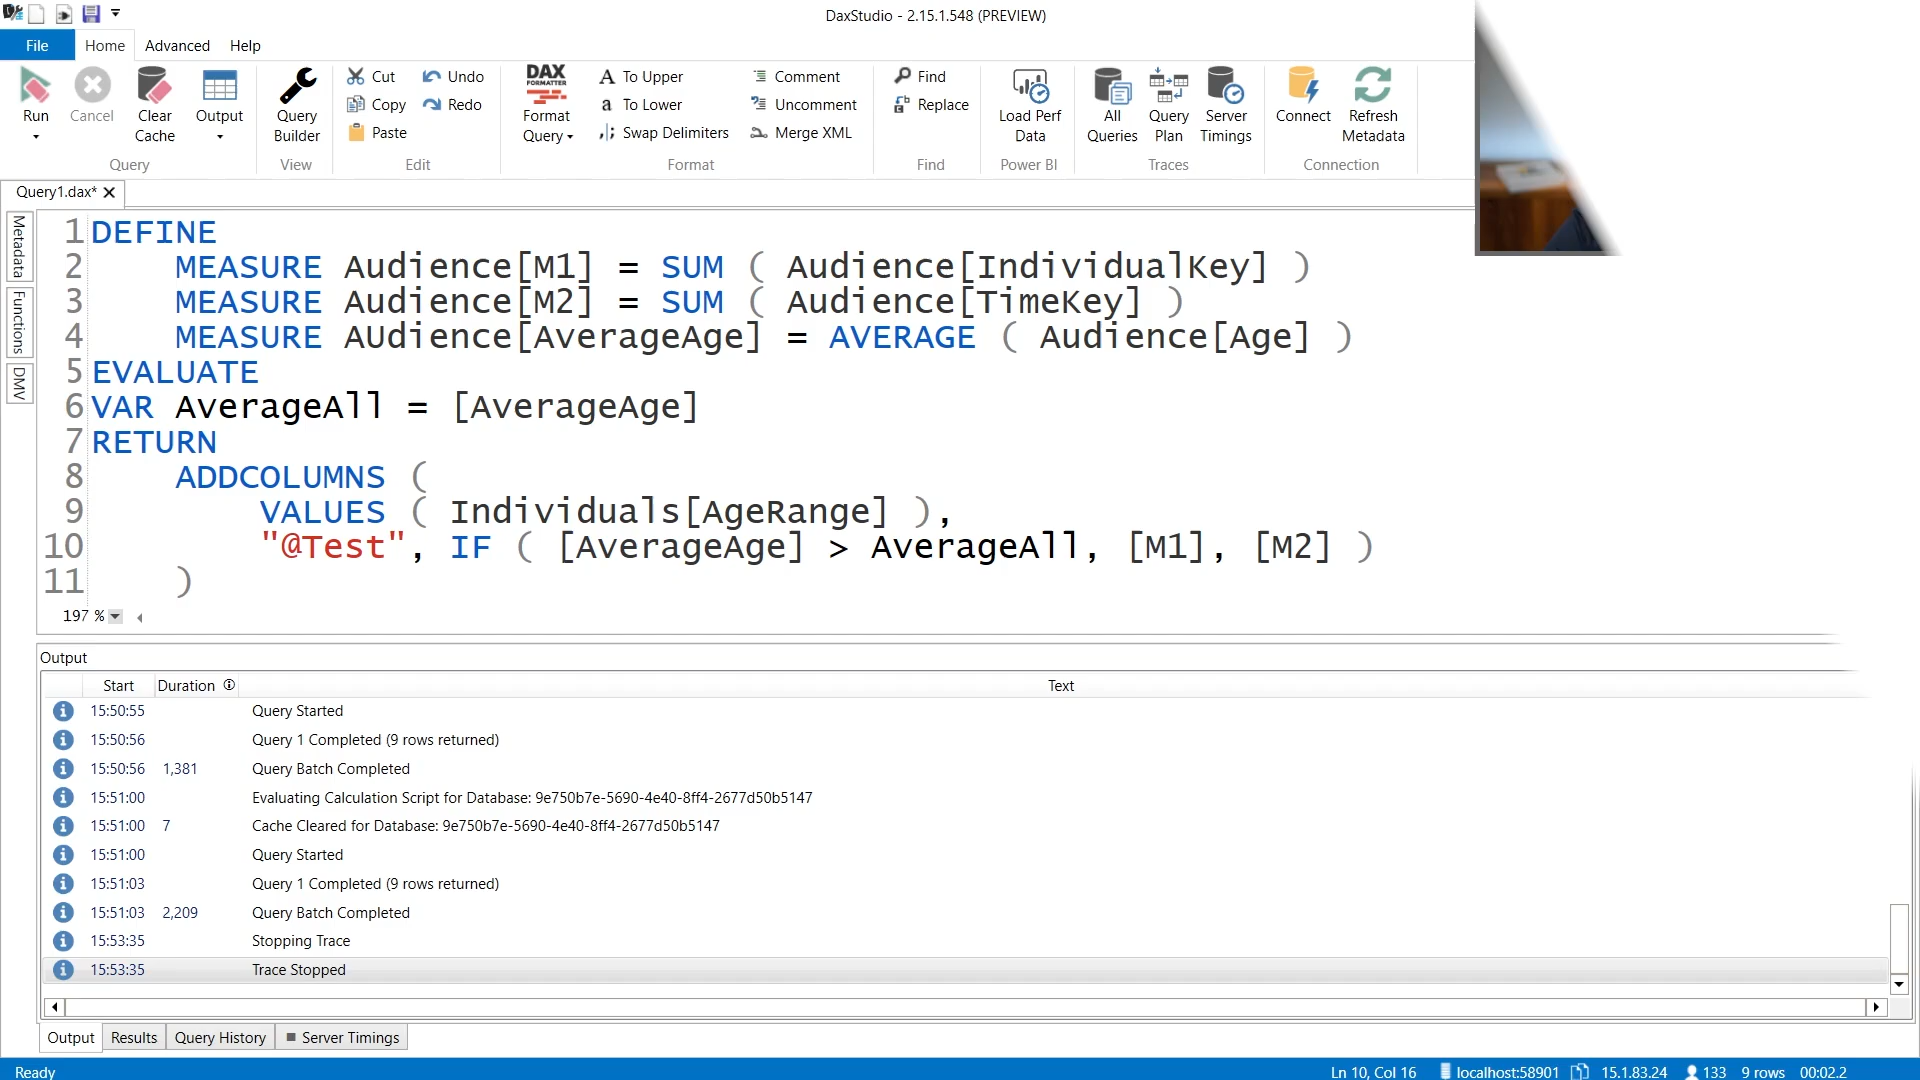 DaxStudio - 2.15.1.548 (PREVIEW)
File Home Advanced Help
Run
Cancel
Clear Cache
Output
Query
Query Builder
View
Cut
Copy
Paste
Undo
Redo
Edit
DAX FORMATTER
Format Query
To Upper
To Lower
Swap Delimiters
Comment
Uncomment
Merge XML
Format
Find
Replace
Find
Load Perf Data
Power BI
All Queries
Query Plan
Server Timings
Traces
Connect
Refresh Metadata
Connection
Query1.dax*
Metadata
Functions
DMV
1 DEFINE
2 MEASURE Audience[M1] = SUM ( Audience[IndividualKey] )
3 MEASURE Audience[M2] = SUM ( Audience[TimeKey] )
4 MEASURE AUdience[AverageAge] = AVERAGE ( Audience[Age] )
5 EVALUATE
6 VAR AverageAll = [AverageAge]
7 RETURN
8 ADDCOLUMNS (
9 VALUES ( Individuals[AgeRange] ),
10 "@Test", IF ( [AverageAge] > AverageAll, [M1], [M2] )
11 )
197 %
Output
Start Duration Text
15:50:55 Query Started
15:50:56 Query 1 Completed (9 rows returned)
15:50:56 1,381 Query Batch Completed
15:51:00 Evaluating Calculation Script for Database: 9e750b7e-5690-4e40-8ff4-2677d50b5147
15:51:00 7 Cache Cleared for Database: 9e750b7e-5690-4e40-8ff4-2677d50b5147
15:51:00 Query Started
15:51:03 Query 1 Completed (9 rows returned)
15:51:03 2,209 Query Batch Completed
15:53:35 Stopping Trace
15:53:35 Trace Stopped
Output Results Query History Server Timings
Ready Ln 10, Col 16 localhost:58901 15.1.83.24 133 9 rows 00:02.2